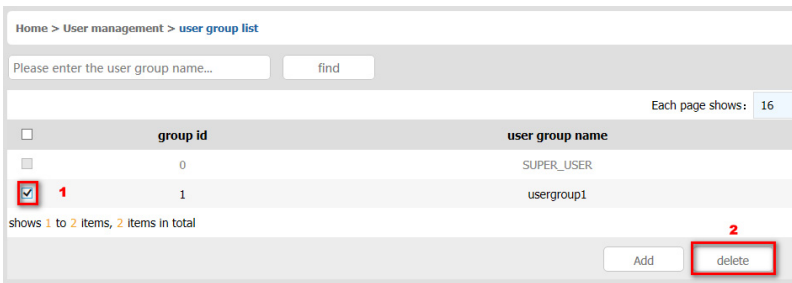 Home > User management > user group list
Please enter the user group name... find
Each page shows: 16
group id user group name
0 SUPER_USER
1 1 usergroup1
shows 1 to 2 items, 2 items in total
2
Add delete